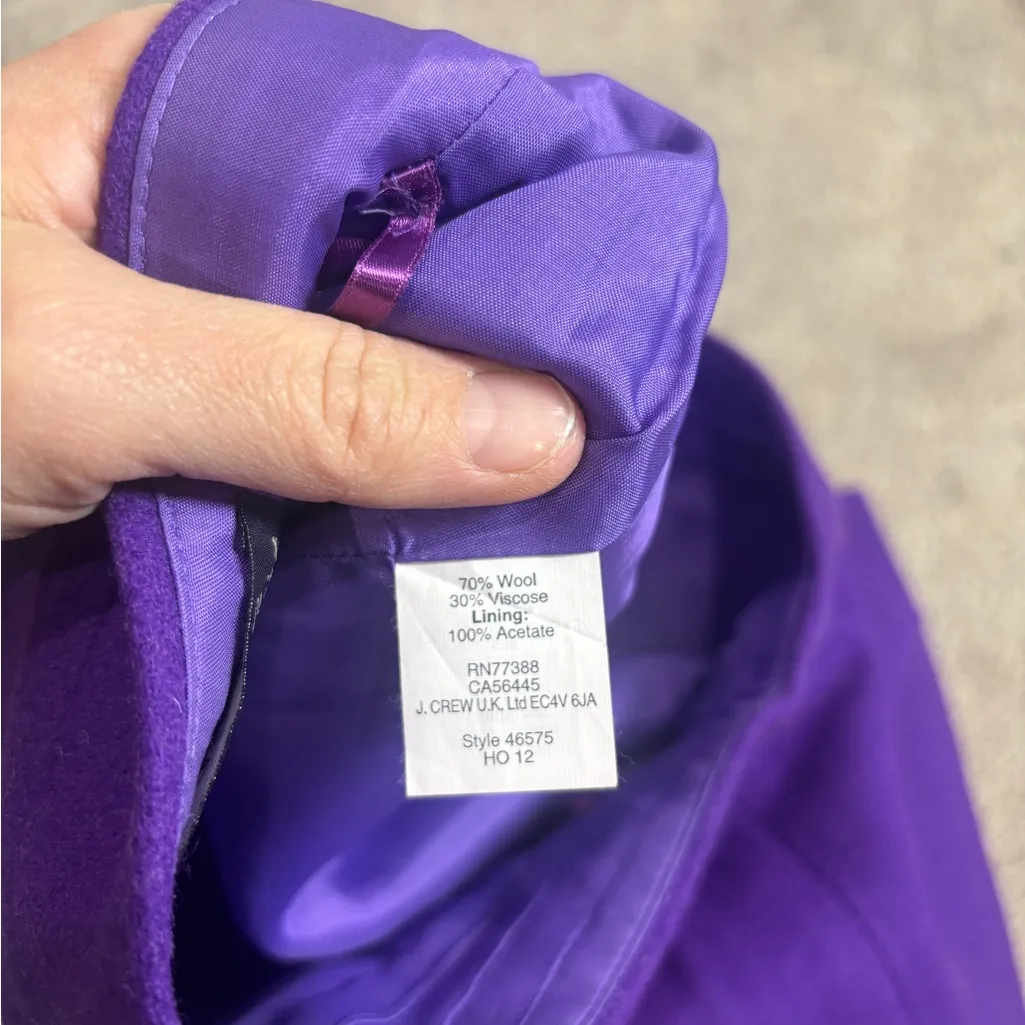 70% Wool
30% Viscose
Lining:
100% Acetate
RN77388
CA56445
J. CREW U.K. Ltd EC4V 6JA
Style 46575
HO 12